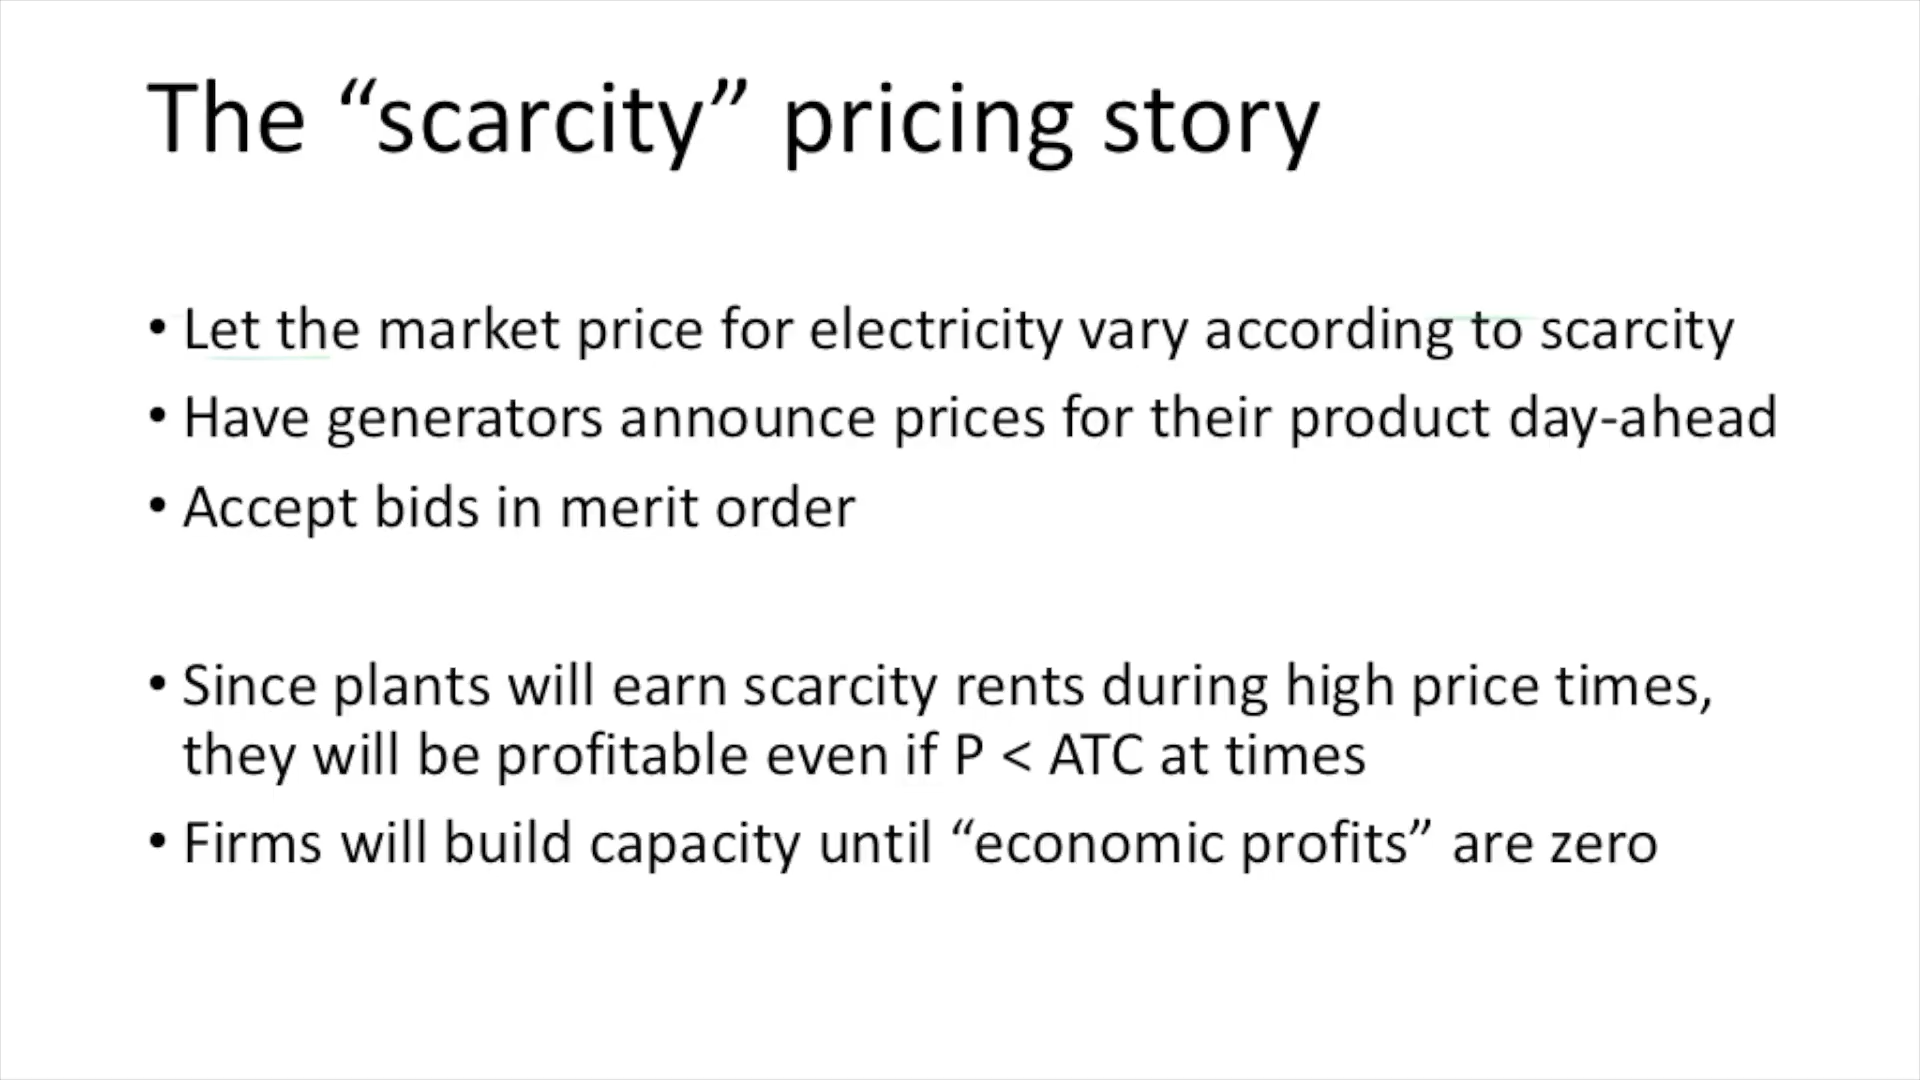 The “scarcity” pricing story
• Let the market price for electricity vary according to scarcity
• Have generators announce prices for their product day-ahead
• Accept bids in merit order
• Since plants will earn scarcity rents during high price times,
they will be profitable even if P < ATC at times
• Firms will build capacity until “economic profits” are zero